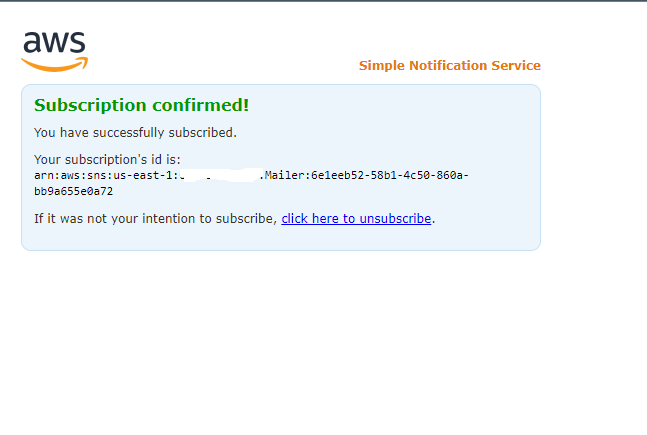 aws
Simple Notification Service
Subscription confirmed!
You have successfully subscribed.
Your subscription's id is:
arn:aws:sns:us-east-1: .Mailer:6e1eeb52-58b1-4c50-860a-
bb9a655e0a72
If it was not your intention to subscribe, click here to unsubscribe.